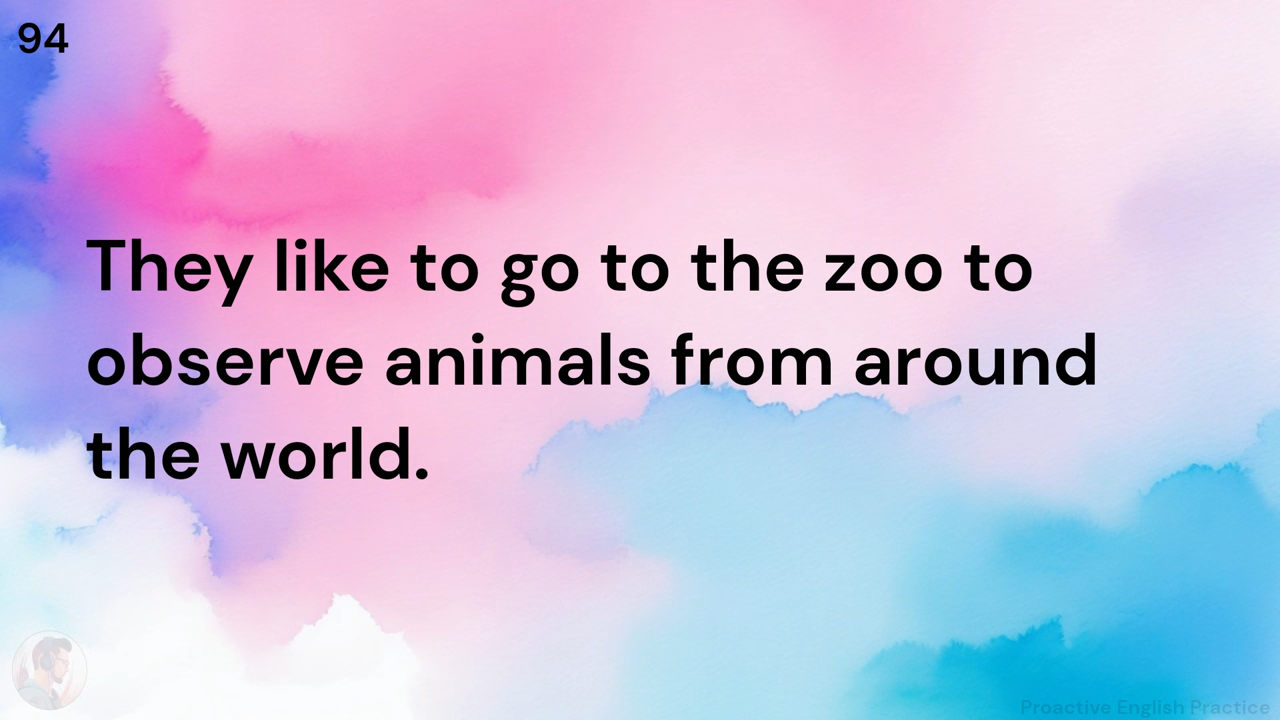 94
They like to go to the zoo to
observe animals from around
the world.
Proactive English Practice